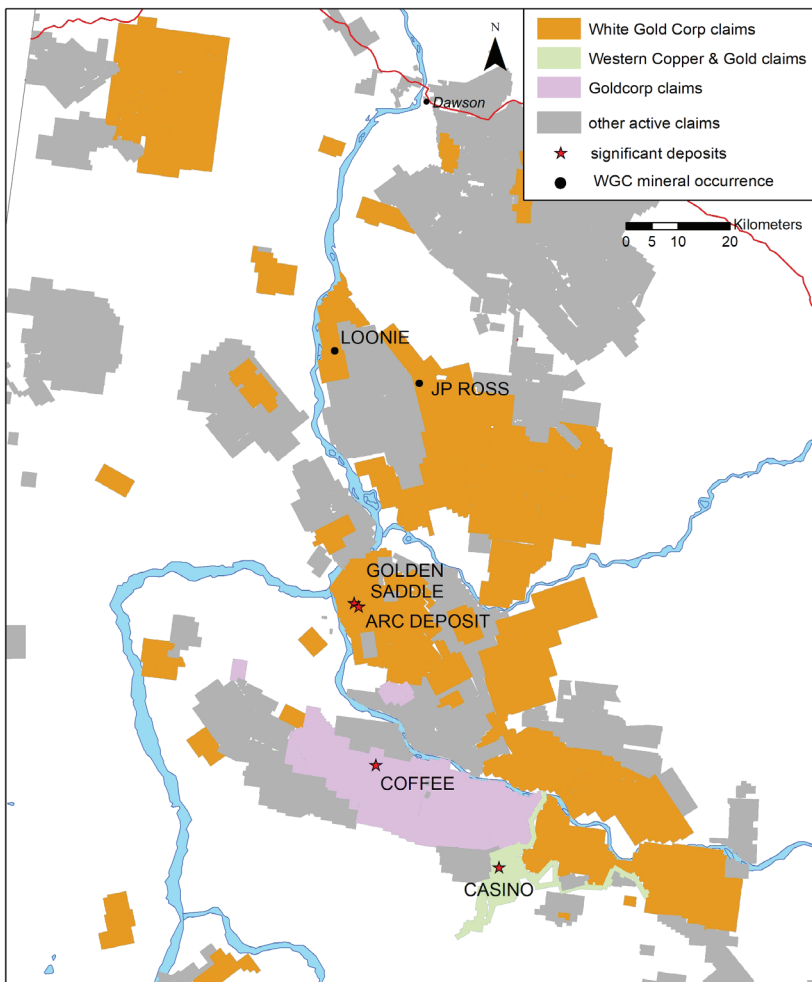 White Gold Corp claims
Western Copper & Gold claims
Goldcorp claims
other active claims
significant deposits
WGC mineral occurrence
N
Dawson
Kilometers
0 5 10 20
LOONIE
JP ROSS
GOLDEN
SADDLE
ARC DEPOSIT
COFFEE
CASINO